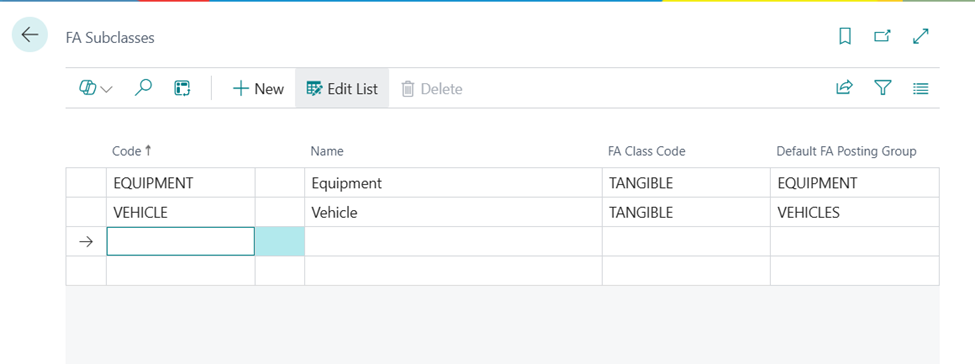 FA Subclasses
New Edit List Delete
Code ↑ Name FA Class Code Default FA Posting Group
EQUIPMENT Equipment TANGIBLE EQUIPMENT
VEHICLE Vehicle TANGIBLE VEHICLES